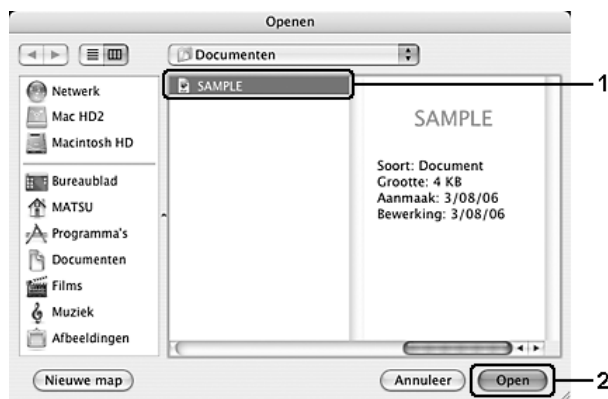 Openen
Documenten
SAMPLE
1
Netwerk
Mac HD2
Macintosh HD
Bureaublad
MATSU
Programma's
Documenten
Films
Muziek
Afbeeldingen
SAMPLE
Soort: Document
Grootte: 4 KB
Aanmaak: 3/08/06
Bewerking: 3/08/06
Nieuwe map
Annuleer
Open
2